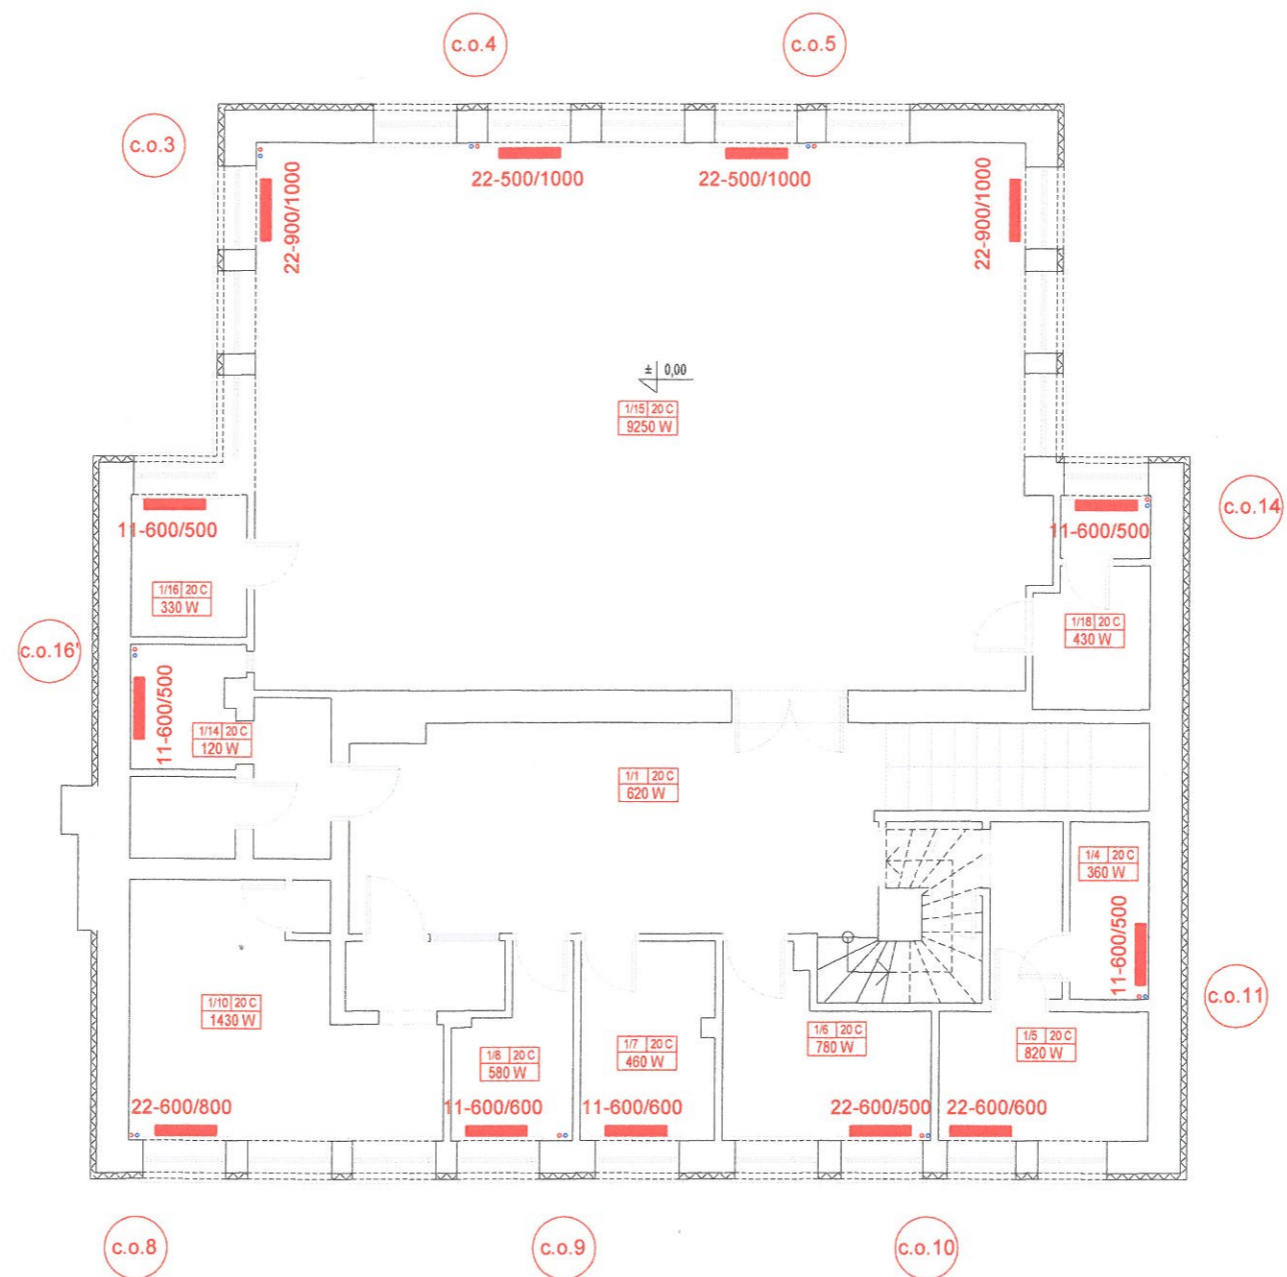 c.o.4
c.o.5
c.o.3
22-500/1000
22-500/1000
22-900/1000
22-900/1000
± 0,00
1/15 20 C
9250 W
11-600/500
11-600/500
c.o.14
1/16 20 C
330 W
1/18 20 C
430 W
c.o.16'
11-600/500
1/14 20 C
120 W
1/1 20 C
620 W
1/4 20 C
360 W
11-600/500
c.o.11
1/10 20 C
1430 W
1/8 20 C
580 W
1/7 20 C
460 W
1/6 20 C
780 W
1/5 20 C
820 W
22-600/800
11-600/600
11-600/600
22-600/500
22-600/600
c.o.8
c.o.9
c.o.10